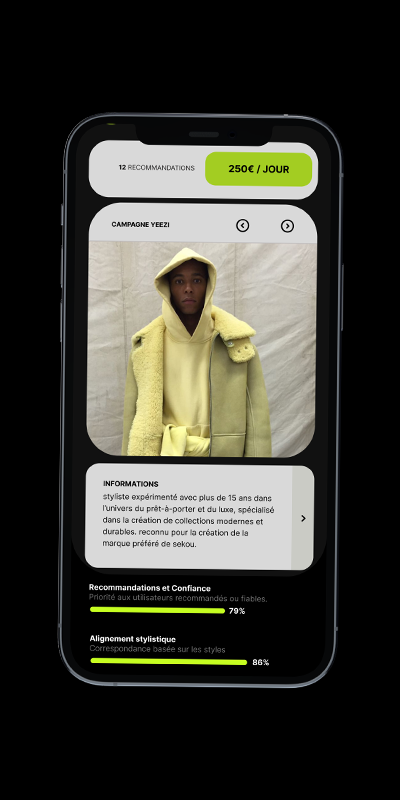 12 RECOMMANDATIONS
250€ / JOUR
CAMPAGNE YEEZI
INFORMATIONS
styliste expérimenté avec plus de 15 ans dans
l'univers du prêt-à-porter et du luxe, spécialisé
dans la création de collections modernes et
durables. reconnu pour la création de la
marque préféré de sekou.
Recommandations et Confiance
Priorité aux utilisateurs recommandés ou fiables.
79%
Alignement stylistique
Correspondance basée sur les styles
86%